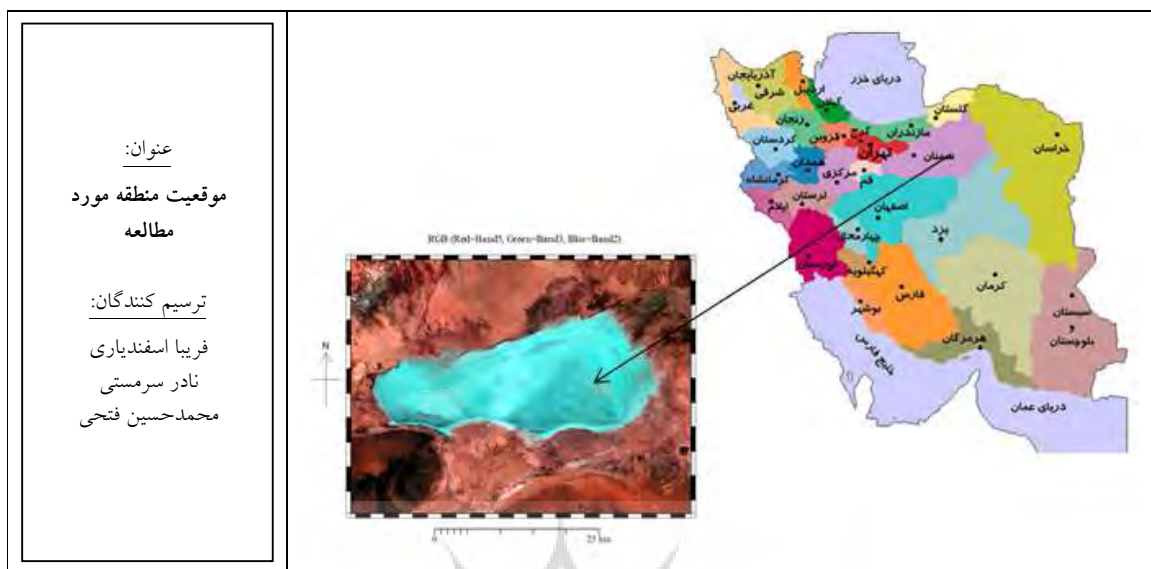 عنوان:
موقعیت منطقه مورد
مطالعه
ترسیم کنندگان:
فریبا اسفندیاری
نادر سرمستی
محمدحسین فتحی
RGB (Red=Band5, Green=Band3, Blue=Band2)
N
0 25 km
دریای خزر
آذربایجان
شرقی
غربی
اردبیل
گیلان
زنجان
کردستان
قزوین
کرج
تهران
مازندران
گلستان
خراسان
سمنان
همدان
کرمانشاه
مرکزی
قم
ایلام
لرستان
اصفهان
چهارمحال
یزد
خوزستان
کهگیلویه
فارس
بوشهر
کرمان
سیستان
و
بلوچستان
هرمزگان
خلیج فارس
دریای عمان